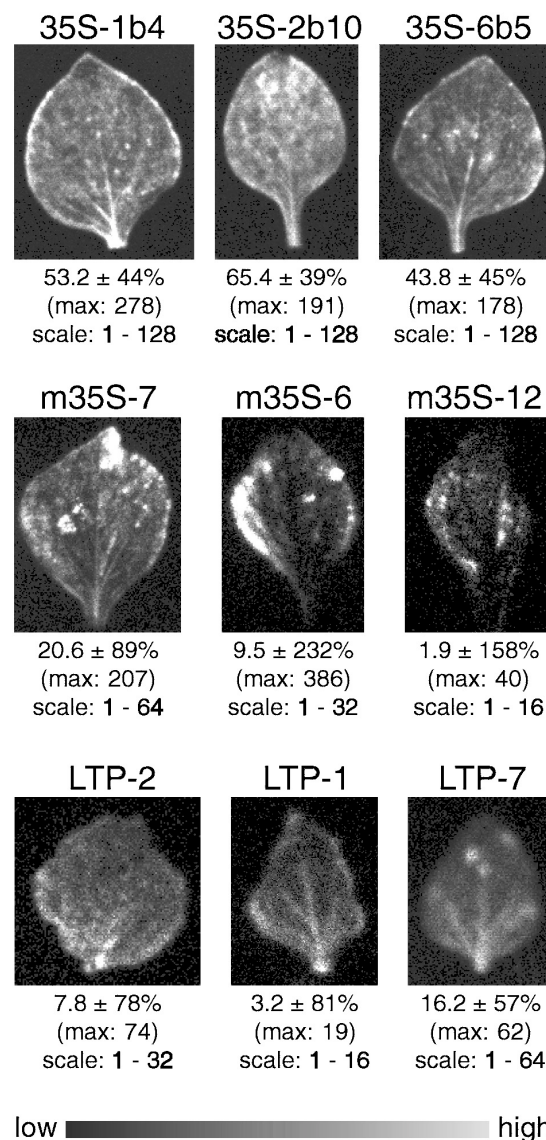 35S-1b4 35S-2b10 35S-6b5
53.2 ± 44% 65.4 ± 39% 43.8 ± 45%
(max: 278) (max: 191) (max: 178)
scale: 1 - 128 scale: 1 - 128 scale: 1 - 128
m35S-7 m35S-6 m35S-12
20.6 ± 89% 9.5 ± 232% 1.9 ± 158%
(max: 207) (max: 386) (max: 40)
scale: 1 - 64 scale: 1 - 32 scale: 1 - 16
LTP-2 LTP-1 LTP-7
7.8 ± 78% 3.2 ± 81% 16.2 ± 57%
(max: 74) (max: 19) (max: 62)
scale: 1 - 32 scale: 1 - 16 scale: 1 - 64
low high